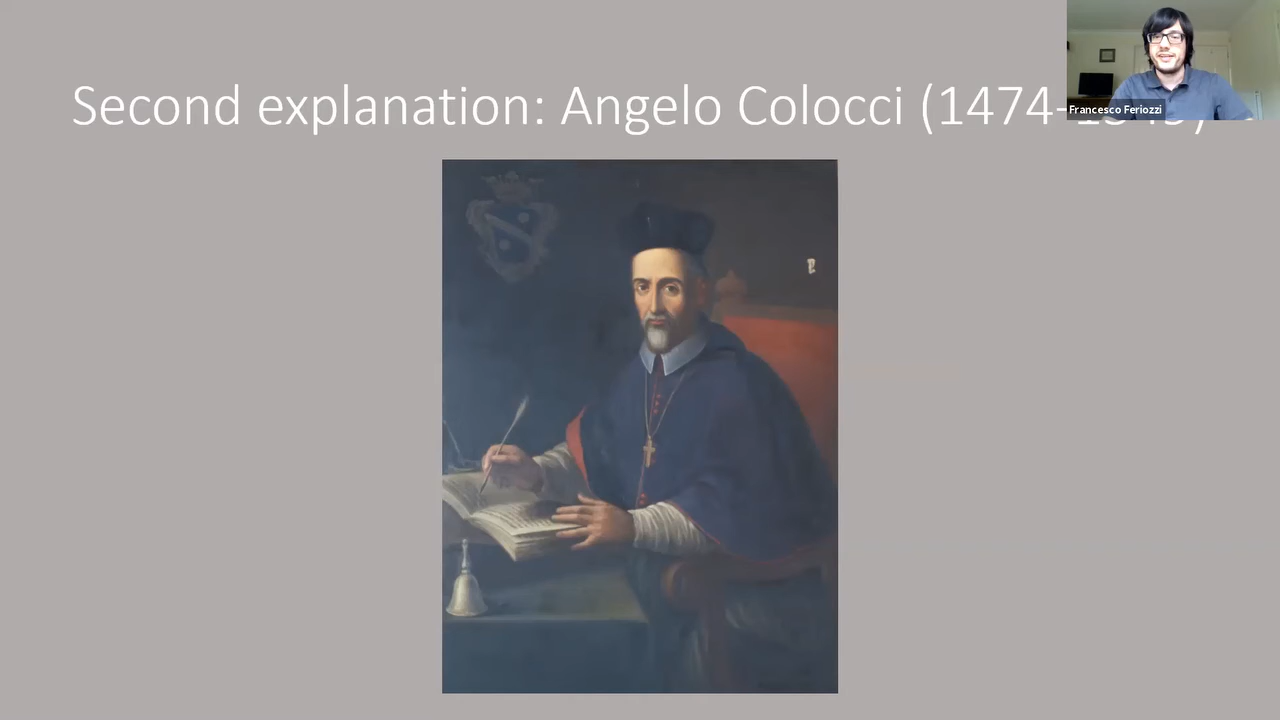 Second explanation: Angelo Colocci (1474-
Francesco Feriozzi